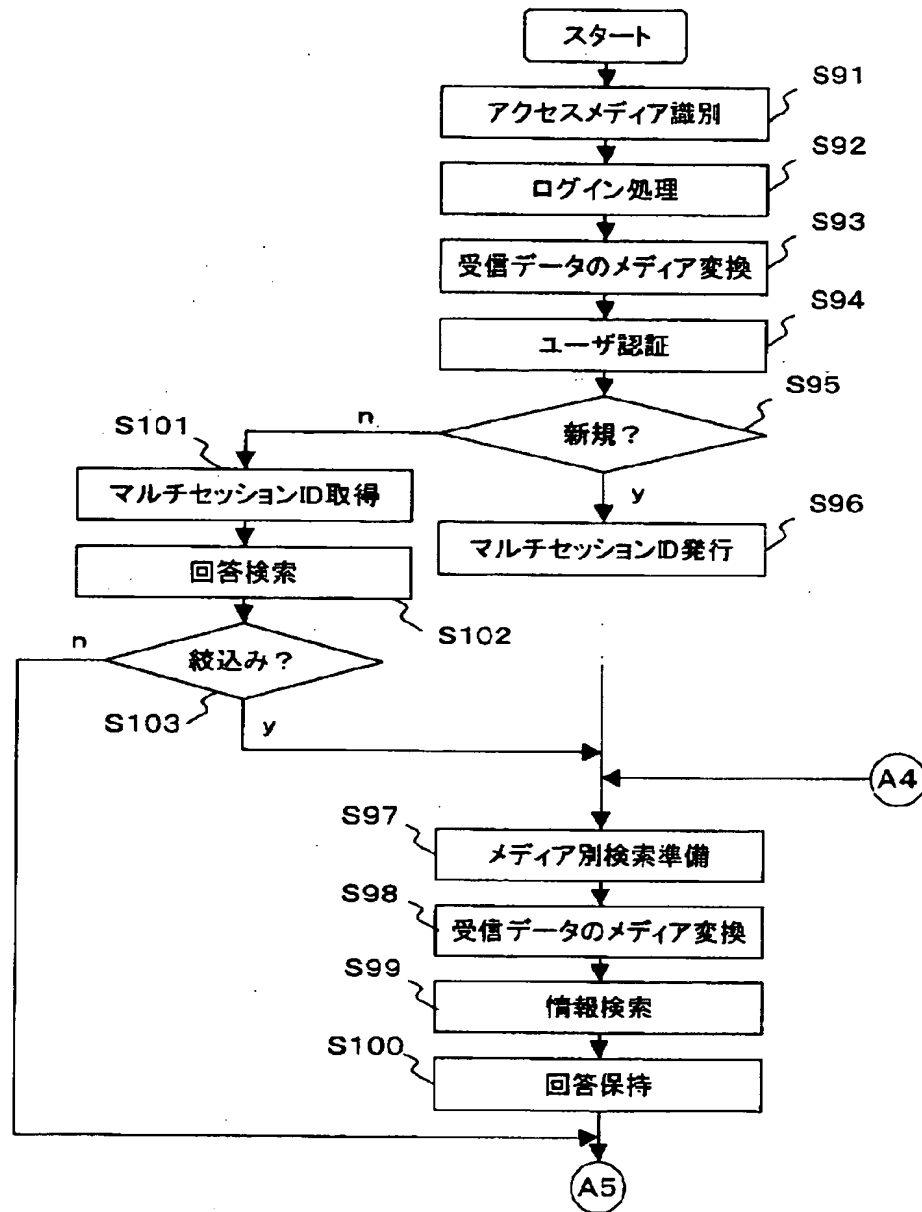 スタート
S91
アクセスメディア識別
S92
ログイン処理
S93
受信データのメディア変換
S94
ユーザ認証
S95
新規?
n
y
S101
マルチセッションID取得
S96
マルチセッションID発行
回答検索
S102
絞込み?
n
S103
y
A4
S97
メディア別検索準備
S98
受信データのメディア変換
S99
情報検索
S100
回答保持
A5